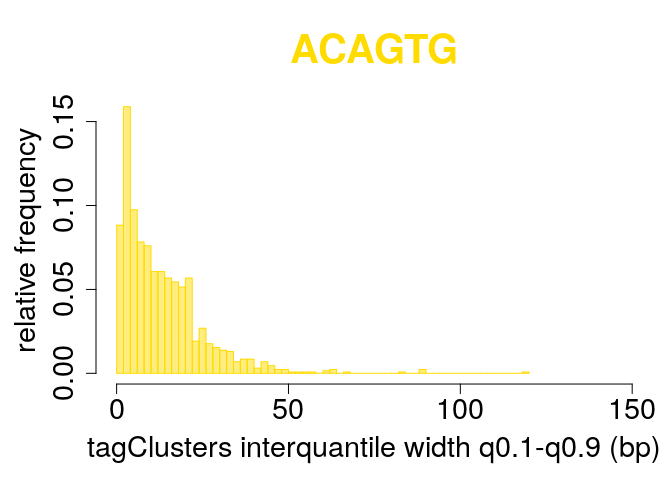 ACAGTG
relative frequency
0.15
0.10
0.05
0.00
0 50 100 150
tagClusters interquantile width q0.1-q0.9 (bp)